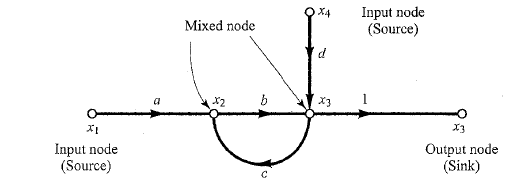 x4
Input node
(Source)
Mixed node
d
a
x2
b
x3
1
x1
x3
Input node
(Source)
c
Output node
(Sink)